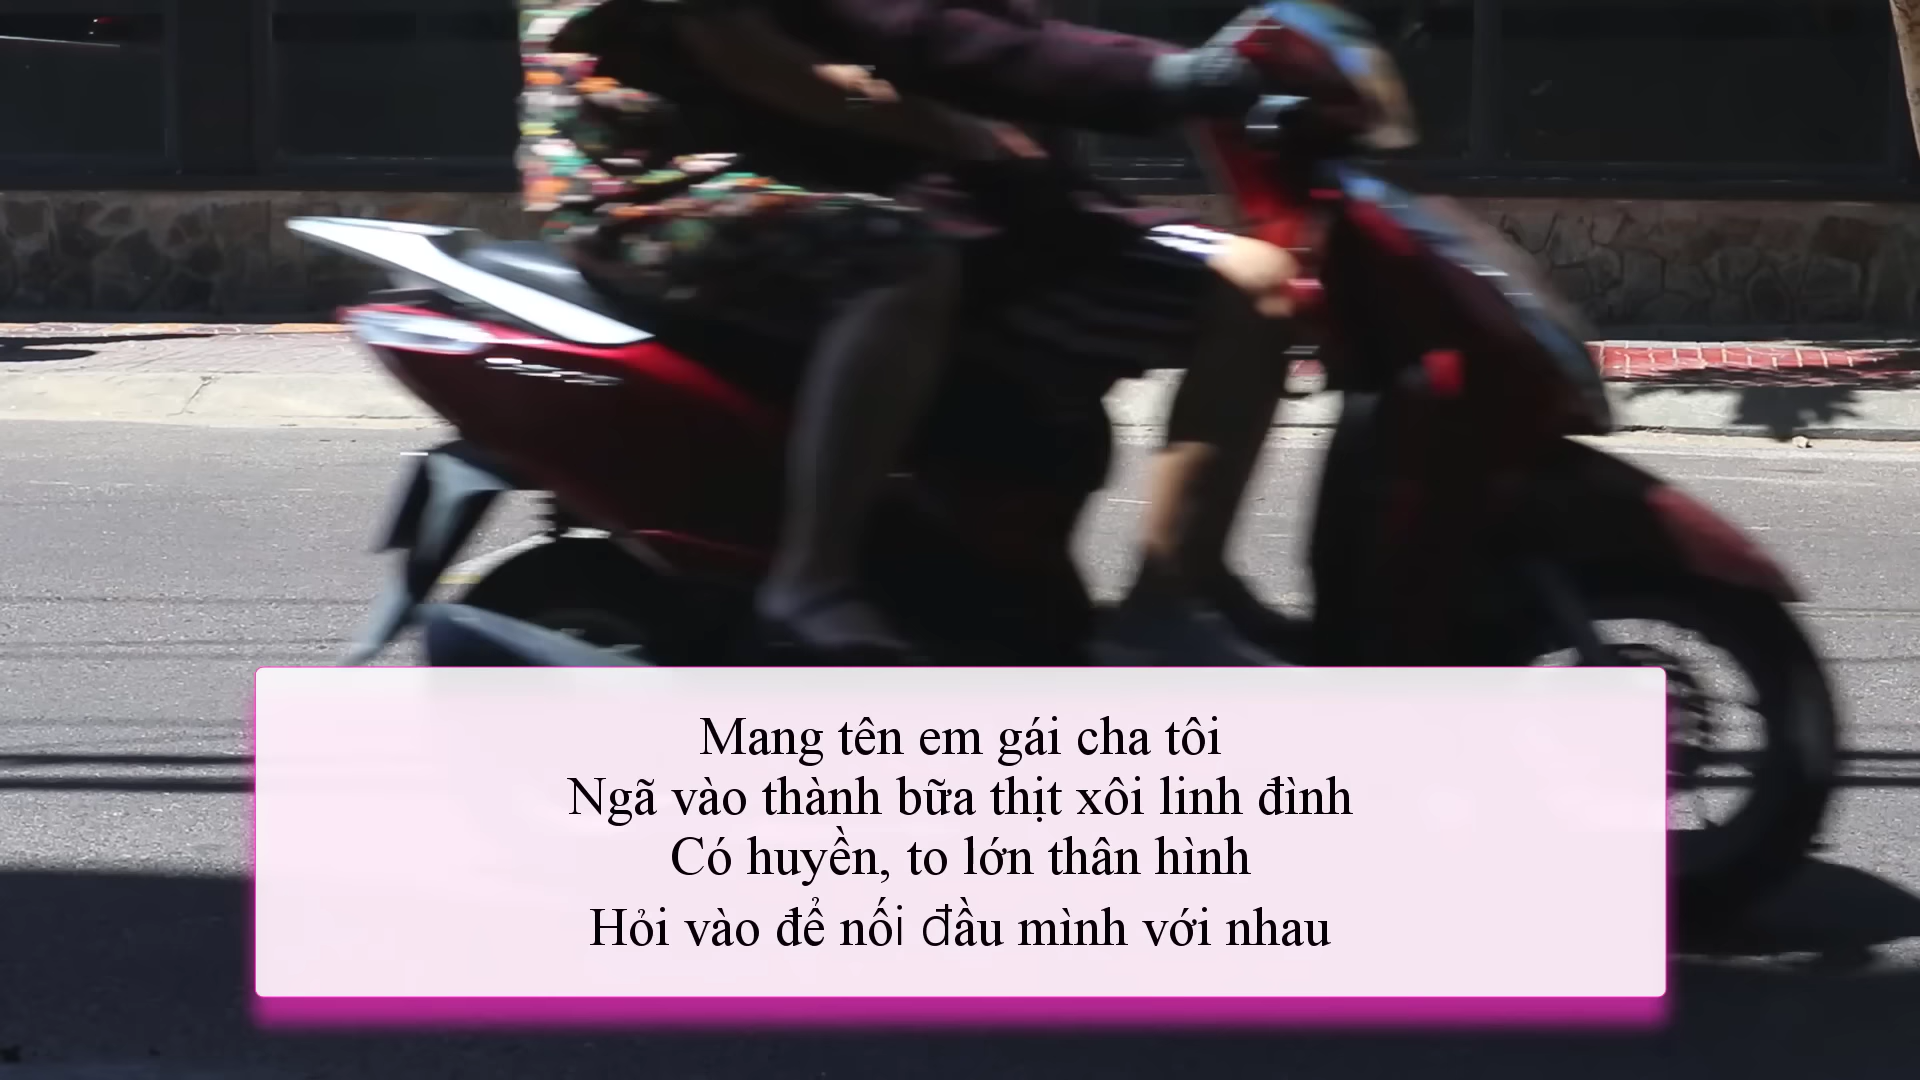 Mang tên em gái cha tôi
Ngã vào thành bữa thịt xôi linh đình
Có huyền, to lớn thân hình
Hỏi vào để nối đầu mình với nhau